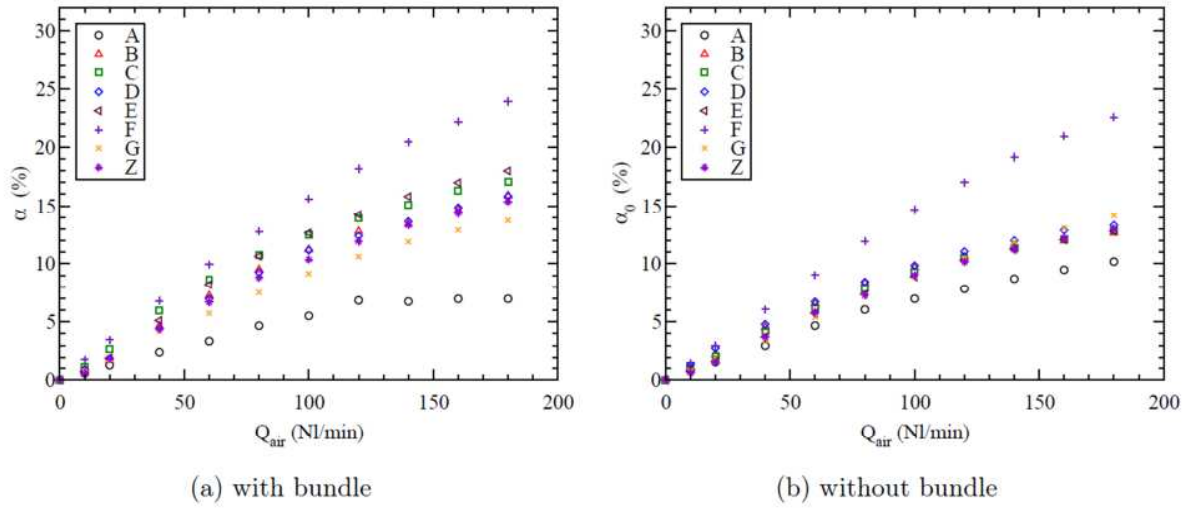 30
25
20
15
10
5
0
α (%)
A
B
C
D
E
F
G
Z
0 50 100 150 200
Q_air (Nl/min)
(a) with bundle
30
25
20
15
10
5
0
α₀ (%)
A
B
C
D
E
F
G
Z
0 50 100 150 200
Q_air (Nl/min)
(b) without bundle